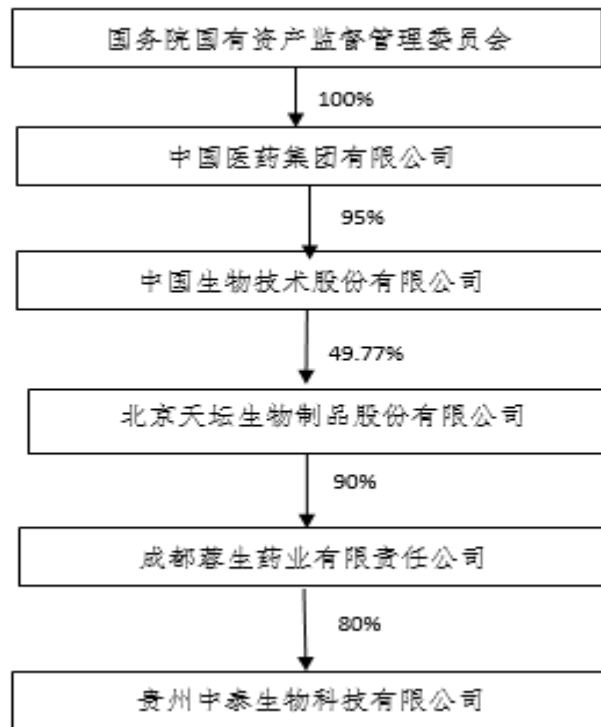 国务院国有资产监督管理委员会
100%
中国医药集团有限公司
95%
中国生物技术股份有限公司
49.77%
北京天坛生物制品股份有限公司
90%
成都蓉生药业有限责任公司
80%
贵州中泰生物科技有限公司